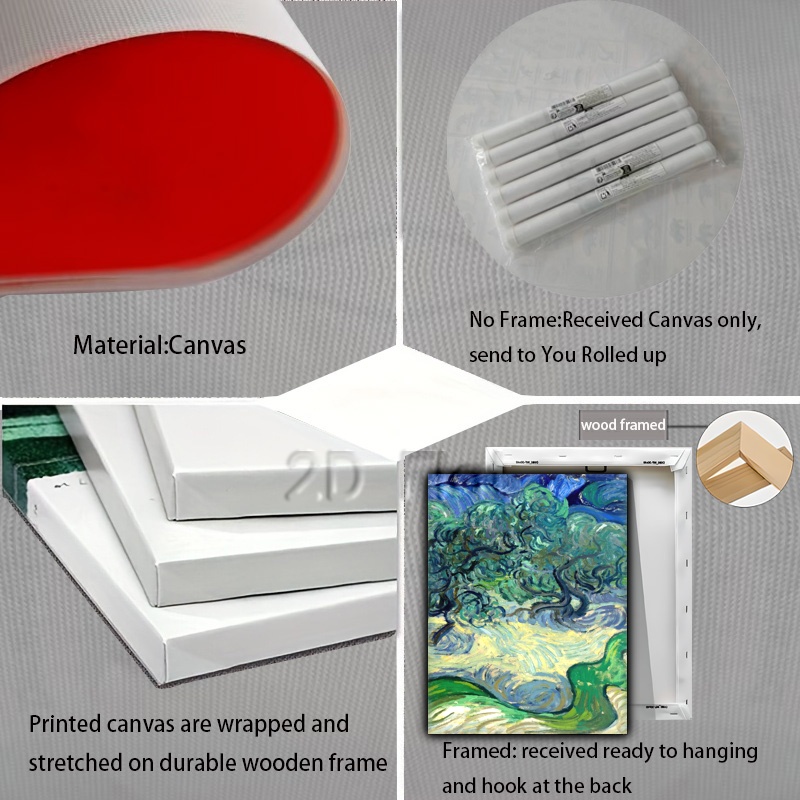 Material:Canvas
No Frame:Received Canvas only,
send to You Rolled up
wood framed
2D
Printed canvas are wrapped and
stretched on durable wooden frame
Framed: received ready to hanging
and hook at the back